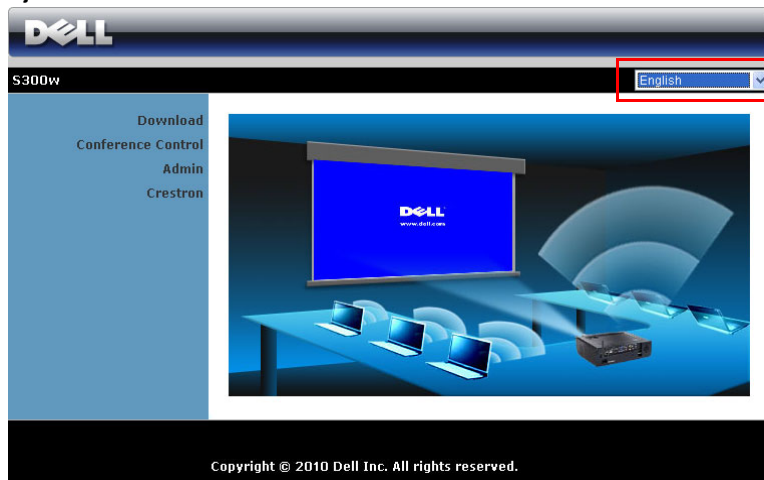 DELL
S300w
English
Download
Conference Control
Admin
Crestron
DELL
www.dell.com
Copyright © 2010 Dell Inc. All rights reserved.